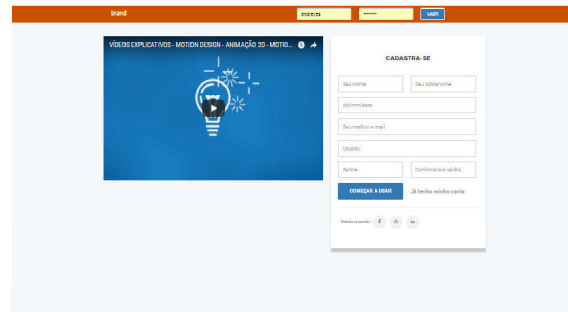 brand
Login
VÍDEOS EXPLICATIVOS - MOTION DESIGN - ANIMAÇÃO 2D - MOTIO...
CADASTRA-SE
Seu nome
Seu sobrenome
dd/mm/aaaa
Seu melhor e-mail
Usuário
Senha
Confirme sua senha
COMEÇAR A USAR
Já tenho minha conta
f
in